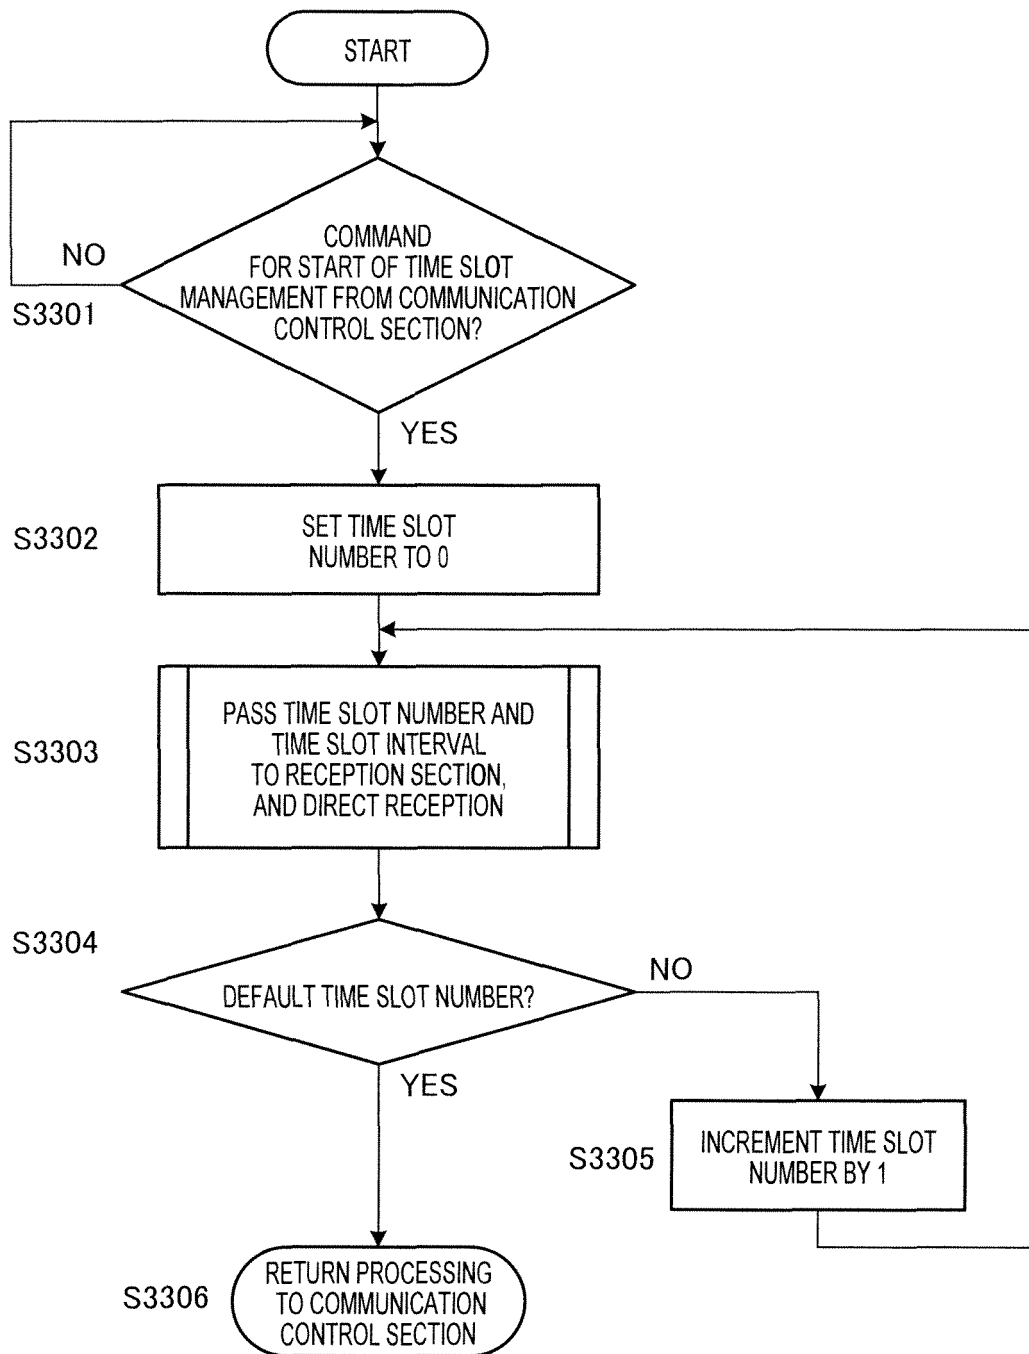 START
NO
S3301
COMMAND
FOR START OF TIME SLOT
MANAGEMENT FROM COMMUNICATION
CONTROL SECTION?
YES
S3302
SET TIME SLOT
NUMBER TO 0
S3303
PASS TIME SLOT NUMBER AND
TIME SLOT INTERVAL
TO RECEPTION SECTION,
AND DIRECT RECEPTION
S3304
DEFAULT TIME SLOT NUMBER?
NO
YES
S3305
INCREMENT TIME SLOT
NUMBER BY 1
S3306
RETURN PROCESSING
TO COMMUNICATION
CONTROL SECTION